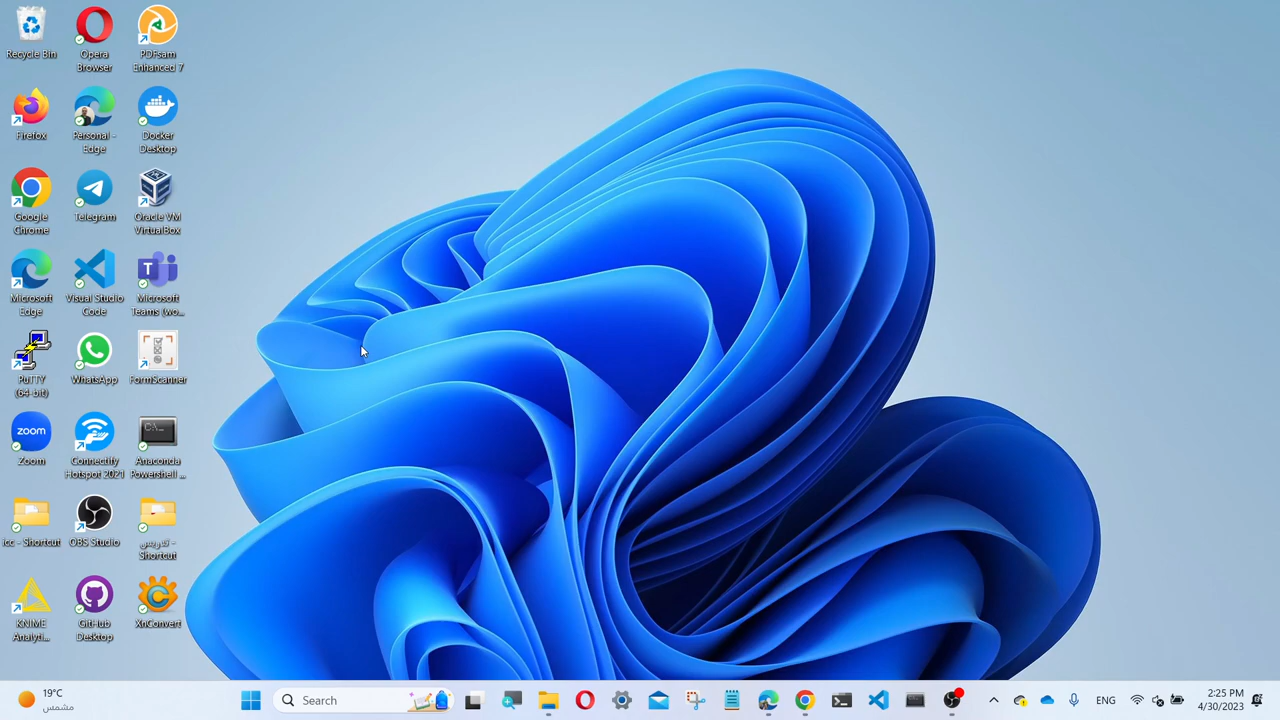 Recycle Bin
Opera
Browser
PDFsam
Enhanced 7
Firefox
Personal -
Edge
Docker
Desktop
Google
Chrome
Telegram
Oracle VM
VirtualBox
Microsoft
Edge
Visual Studio
Code
Microsoft
Teams (wo...
PuTTY
(64-bit)
WhatsApp
FormScanner
zoom
Zoom
Connectify
Hotspot 2021
C:\_
Anaconda
Powershell ...
icc - Shortcut
OBS Studio
تدريس -
Shortcut
KNIME
Analyti...
GitHub
Desktop
XnConvert
19°C
مشمس
Search
ENG
2:25 PM
4/30/2023